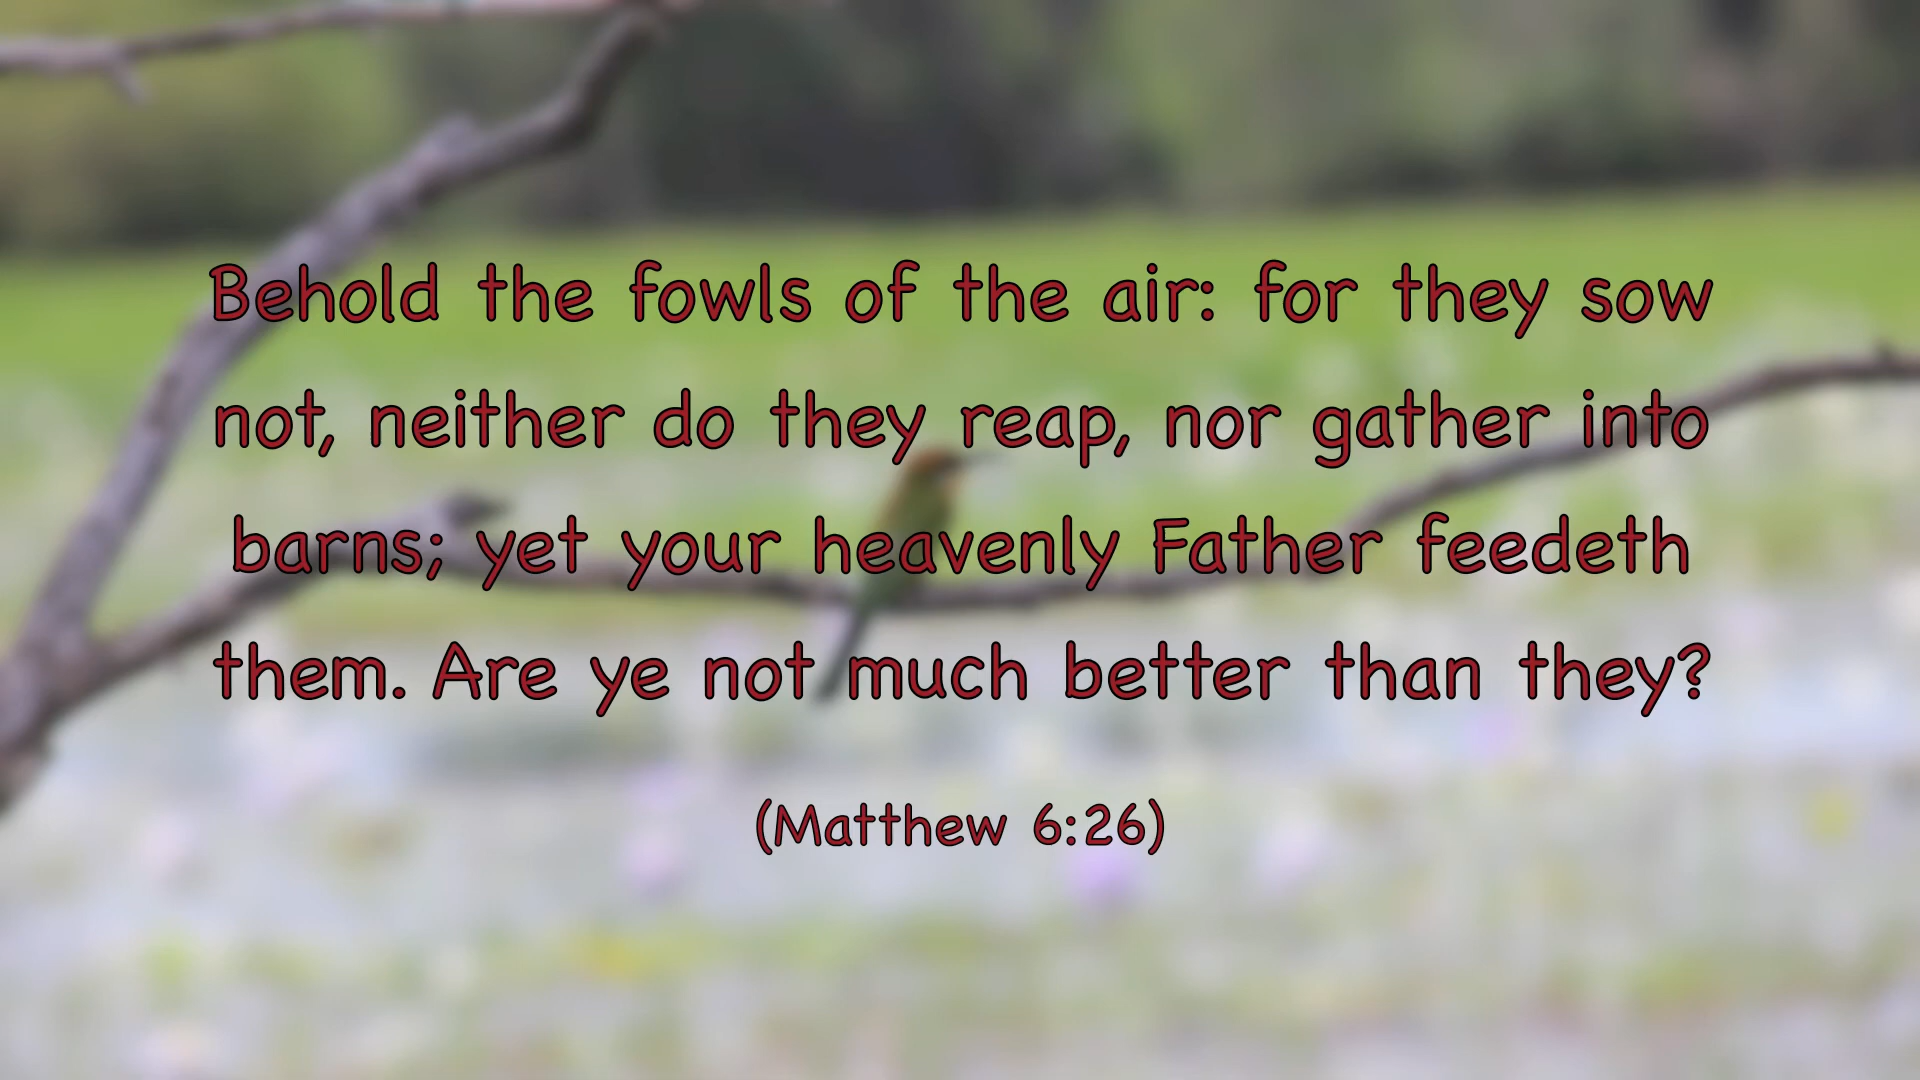 Behold the fowls of the air: for they sow
not, neither do they reap, nor gather into
barns; yet your heavenly Father feedeth
them. Are ye not much better than they?
(Matthew 6:26)